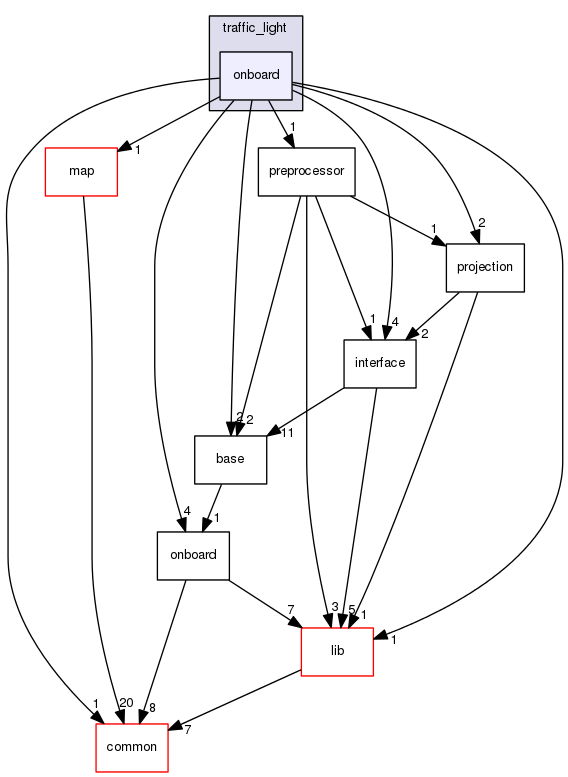 traffic_light
onboard
1
map
1
preprocessor
2
1
projection
1
4
2
interface
2
2
11
base
4
1
onboard
7
3
5
1
lib
1
1
20
8
7
common